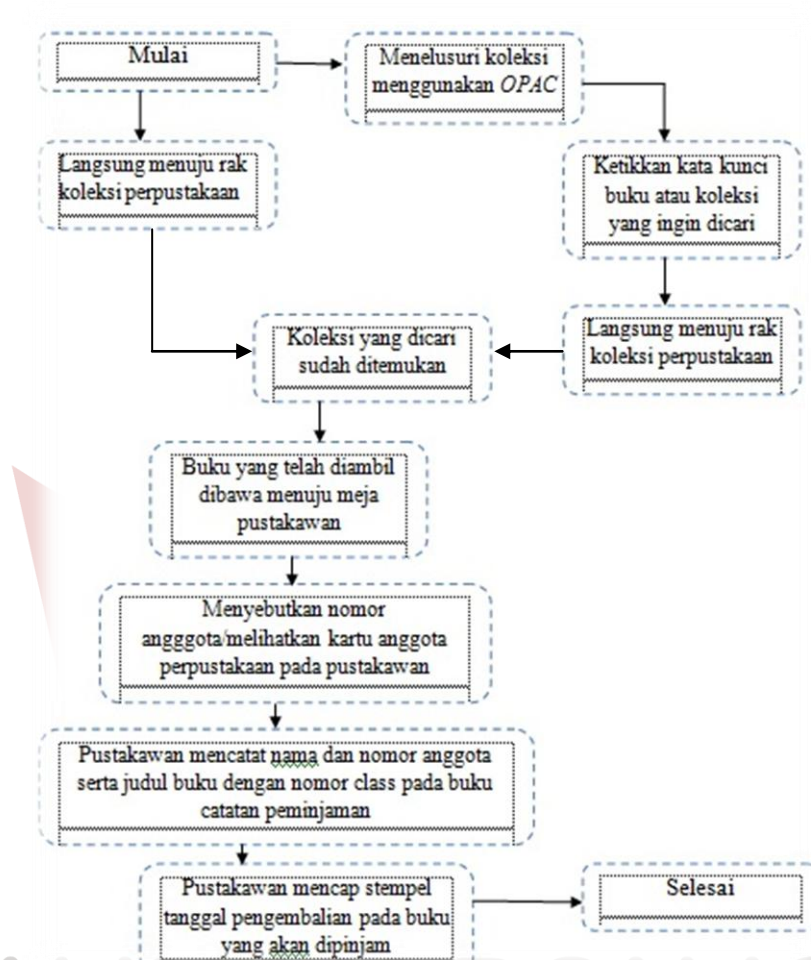 Mulai
Menelusuri koleksi
menggunakan OPAC
Langsung menuju rak
koleksi perpustakaan
Ketikkan kata kunci
buku atau koleksi
yang ingin dicari
Langsung menuju rak
koleksi perpustakaan
Koleksi yang dicari
sudah ditemukan
Buku yang telah diambil
dibawa menuju meja
pustakawan
Menyebutkan nomor
angggota/melihatkan kartu anggota
perpustakaan pada pustakawan
Pustakawan mencatat nama dan nomor anggota
serta judul buku dengan nomor class pada buku
catatan peminjaman
Pustakawan mencap stempel
tanggal pengembalian pada buku
yang akan dipinjam
Selesai